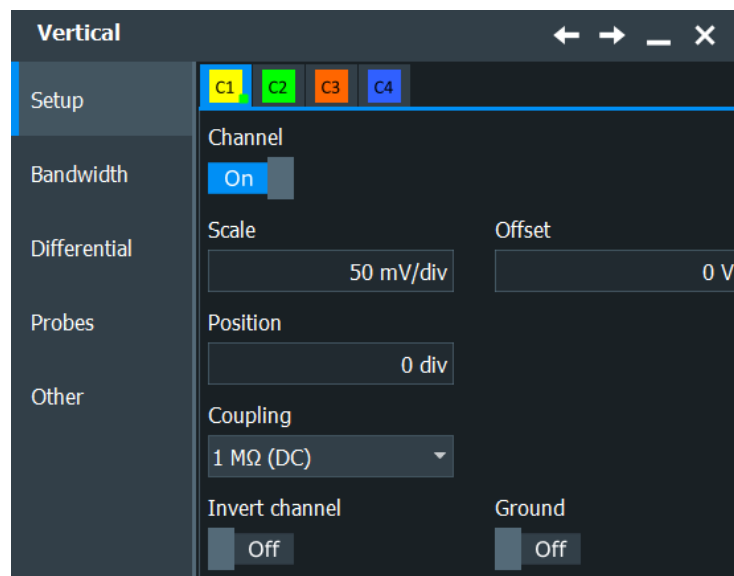 Vertical
Setup
Bandwidth
Differential
Probes
Other
C1 C2 C3 C4
Channel
On
Scale Offset
50 mV/div 0 V
Position
0 div
Coupling
1 MΩ (DC)
Invert channel Ground
Off Off